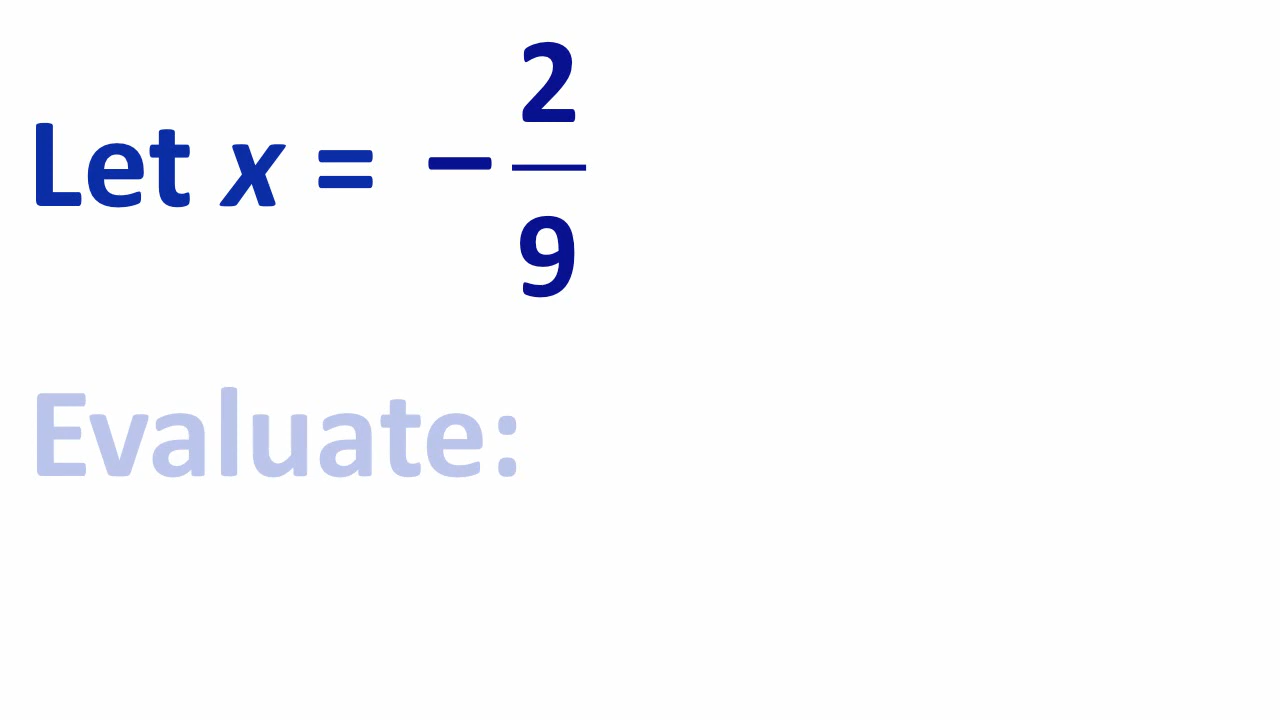 Let x = −2/9
Evaluate: